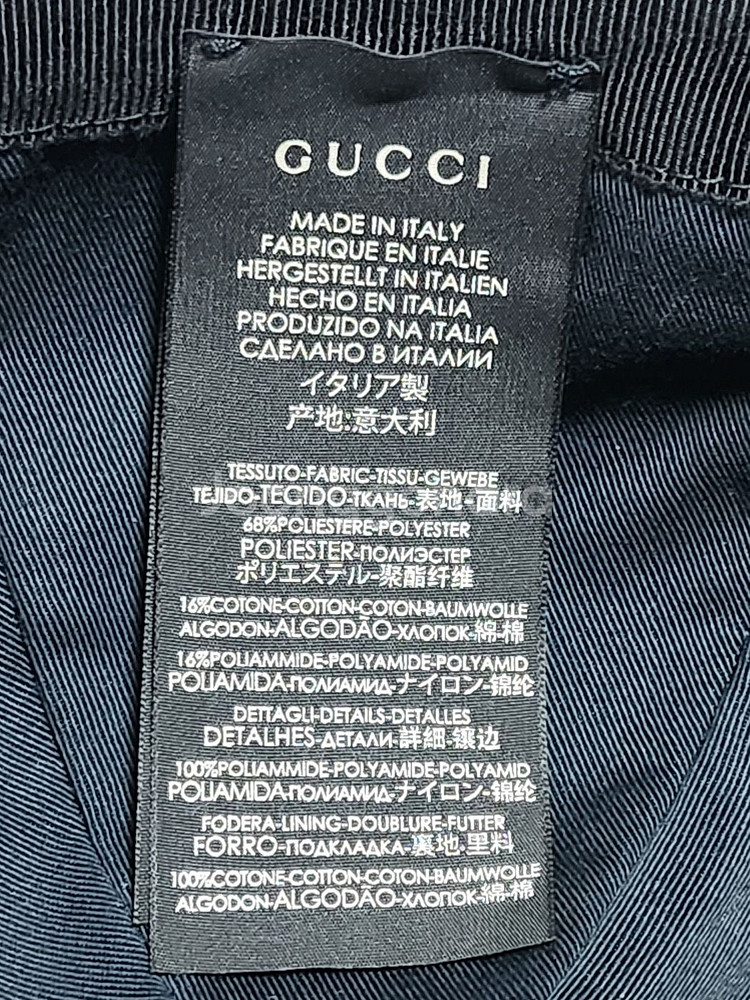 GUCCI
MADE IN ITALY
FABRIQUE EN ITALIE
HERGESTELLT IN ITALIEN
HECHO EN ITALIA
PRODUZIDO NA ITALIA
СДЕЛАНО В ИТАЛИИ
イタリア製
产地:意大利
TESSUTO-FABRIC-TISSU-GEWEBE
TEJIDO-TECIDO-ТКАНЬ-表地-面料
68%POLIESTERE-POLYESTER
POLIESTER-ПОЛИЭСТЕР
ポリエステル-聚酯纤维
16%COTONE-COTTON-COTON-BAUMWOLLE
ALGODON-ALGODÃO-ХЛОПОК-綿-棉
16%POLIAMMIDE-POLYAMIDE-POLYAMID
POLIAMIDA-ПОЛИАМИД-ナイロン-锦纶
DETTAGLI-DETAILS-DETALLES
DETALHES-ДЕТАЛИ-詳細-镶边
100%POLIAMMIDE-POLYAMIDE-POLYAMID
POLIAMIDA-ПОЛИАМИД-ナイロン-锦纶
FODERA-LINING-DOUBLURE-FUTTER
FORRO-ПОДКЛАДКА-裏地-里料
100%COTONE-COTTON-COTON-BAUMWOLLE
ALGODON-ALGODÃO-ХЛОПОК-綿-棉